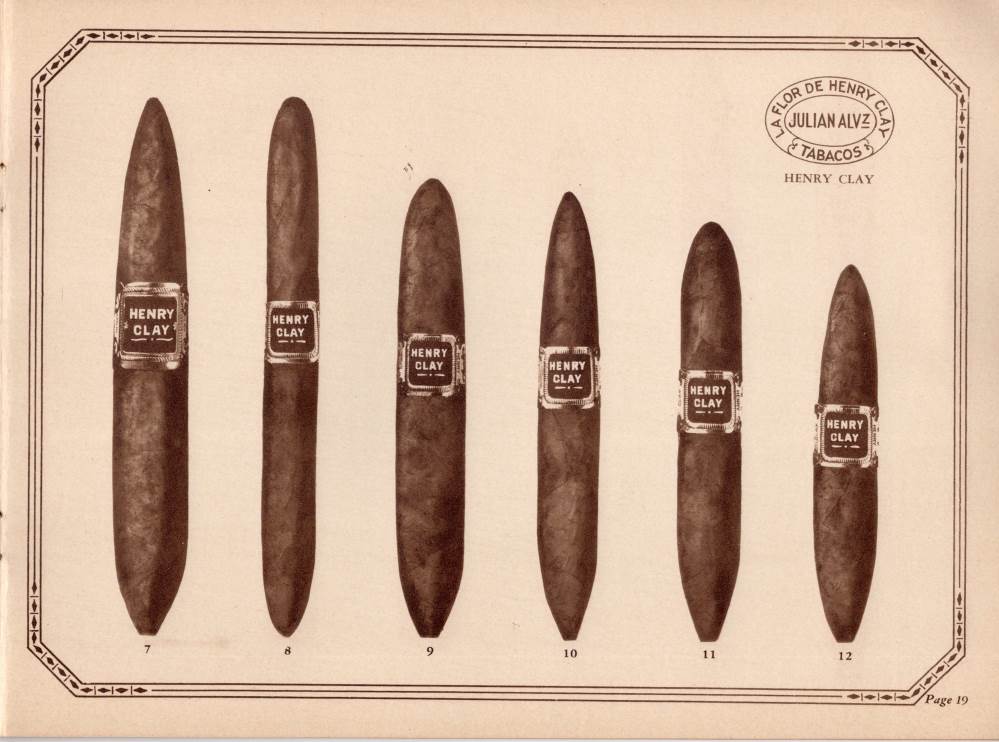 LA FLOR DE HENRY CLAY
JULIAN ALVZ
TABACOS
HENRY CLAY
HENRY
CLAY
HENRY
CLAY
HENRY
CLAY
HENRY
CLAY
HENRY
CLAY
HENRY
CLAY
7
8
9
10
11
12
Page 19